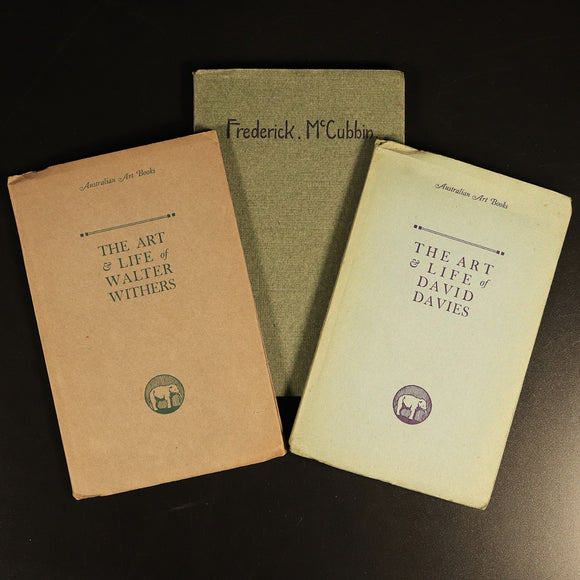 Frederick. McCubbin.
Australian Art Books
THE ART
& LIFE of
WALTER
WITHERS
Australian Art Books
THE ART
& LIFE of
DAVID
DAVIES